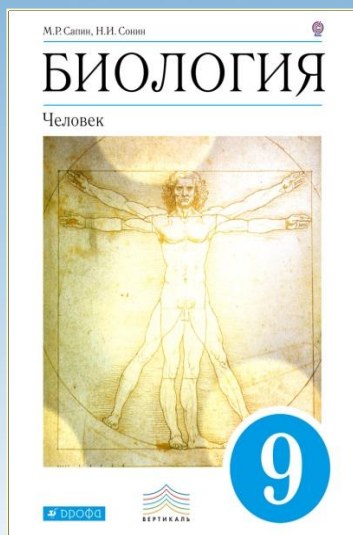 М.Р. Сапин, Н.И. Сонин
БИОЛОГИЯ
Человек
9
дрофа
ВЕРТИКАЛЬ